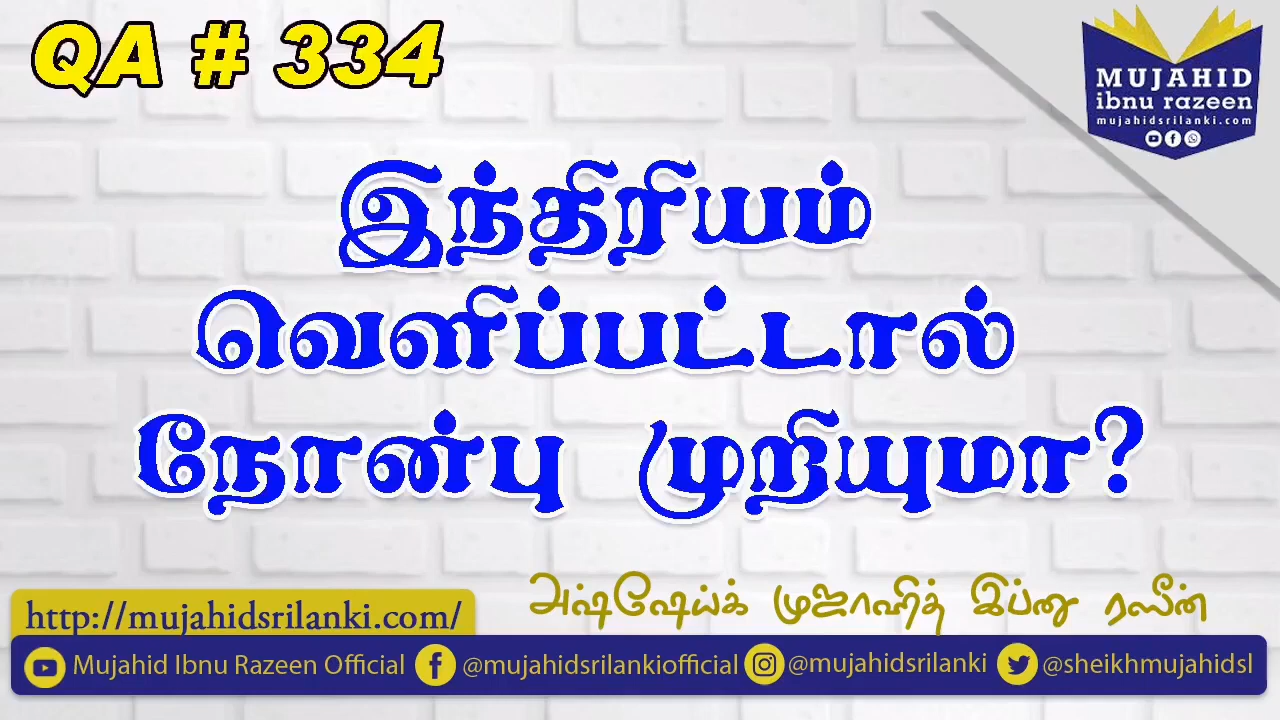 QA # 334
MUJAHID
ibnu razeen
mujahidsrilanki.com
இந்திரியம்
வெளிப்பட்டால்
நோன்பு முறியுமா?
அஷ்ஷேய்க் முஜாஹித் இப்னு ரஸீன்
http://mujahidsrilanki.com/
Mujahid Ibnu Razeen Official @mujahidsrilankiofficial @mujahidsrilanki @sheikhmujahidsl